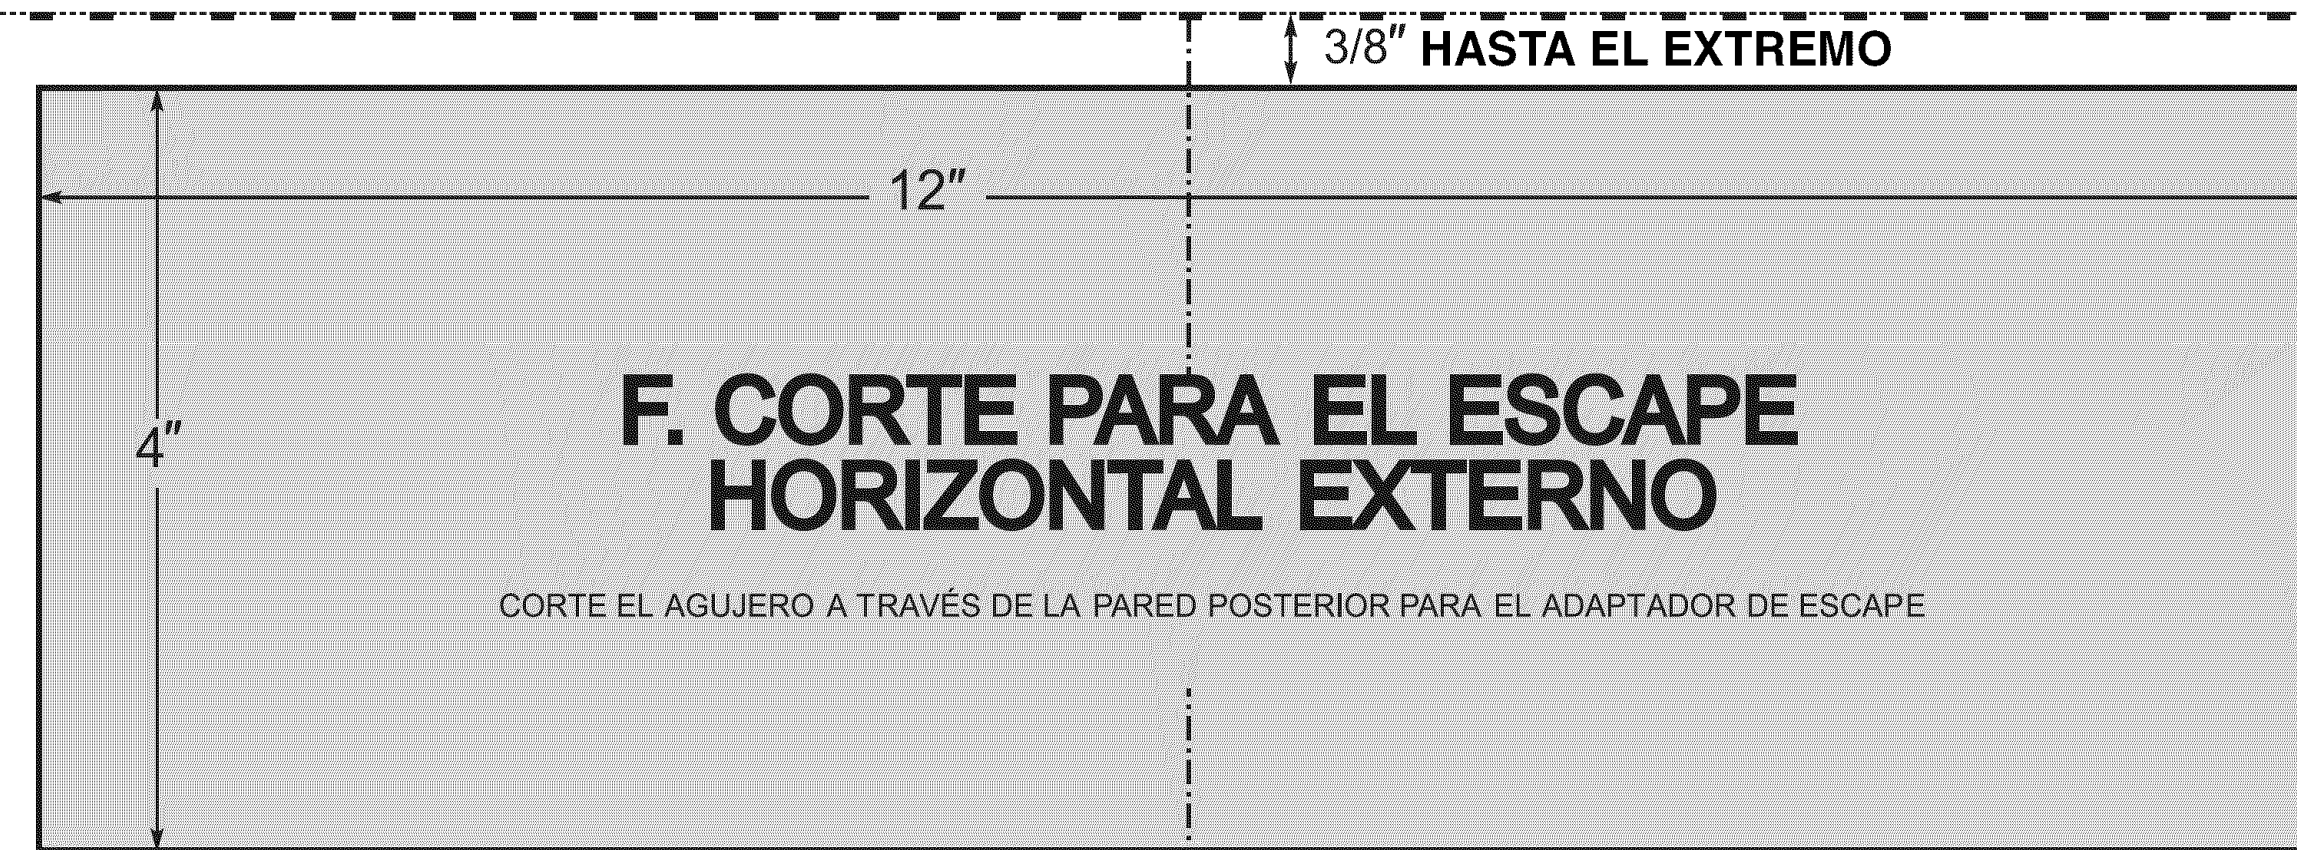 3/8" HASTA EL EXTREMO
12"
4"
F. CORTE PARA EL ESCAPE
HORIZONTAL EXTERNO
CORTE EL AGUJERO A TRAVÉS DE LA PARED POSTERIOR PARA EL ADAPTADOR DE ESCAPE